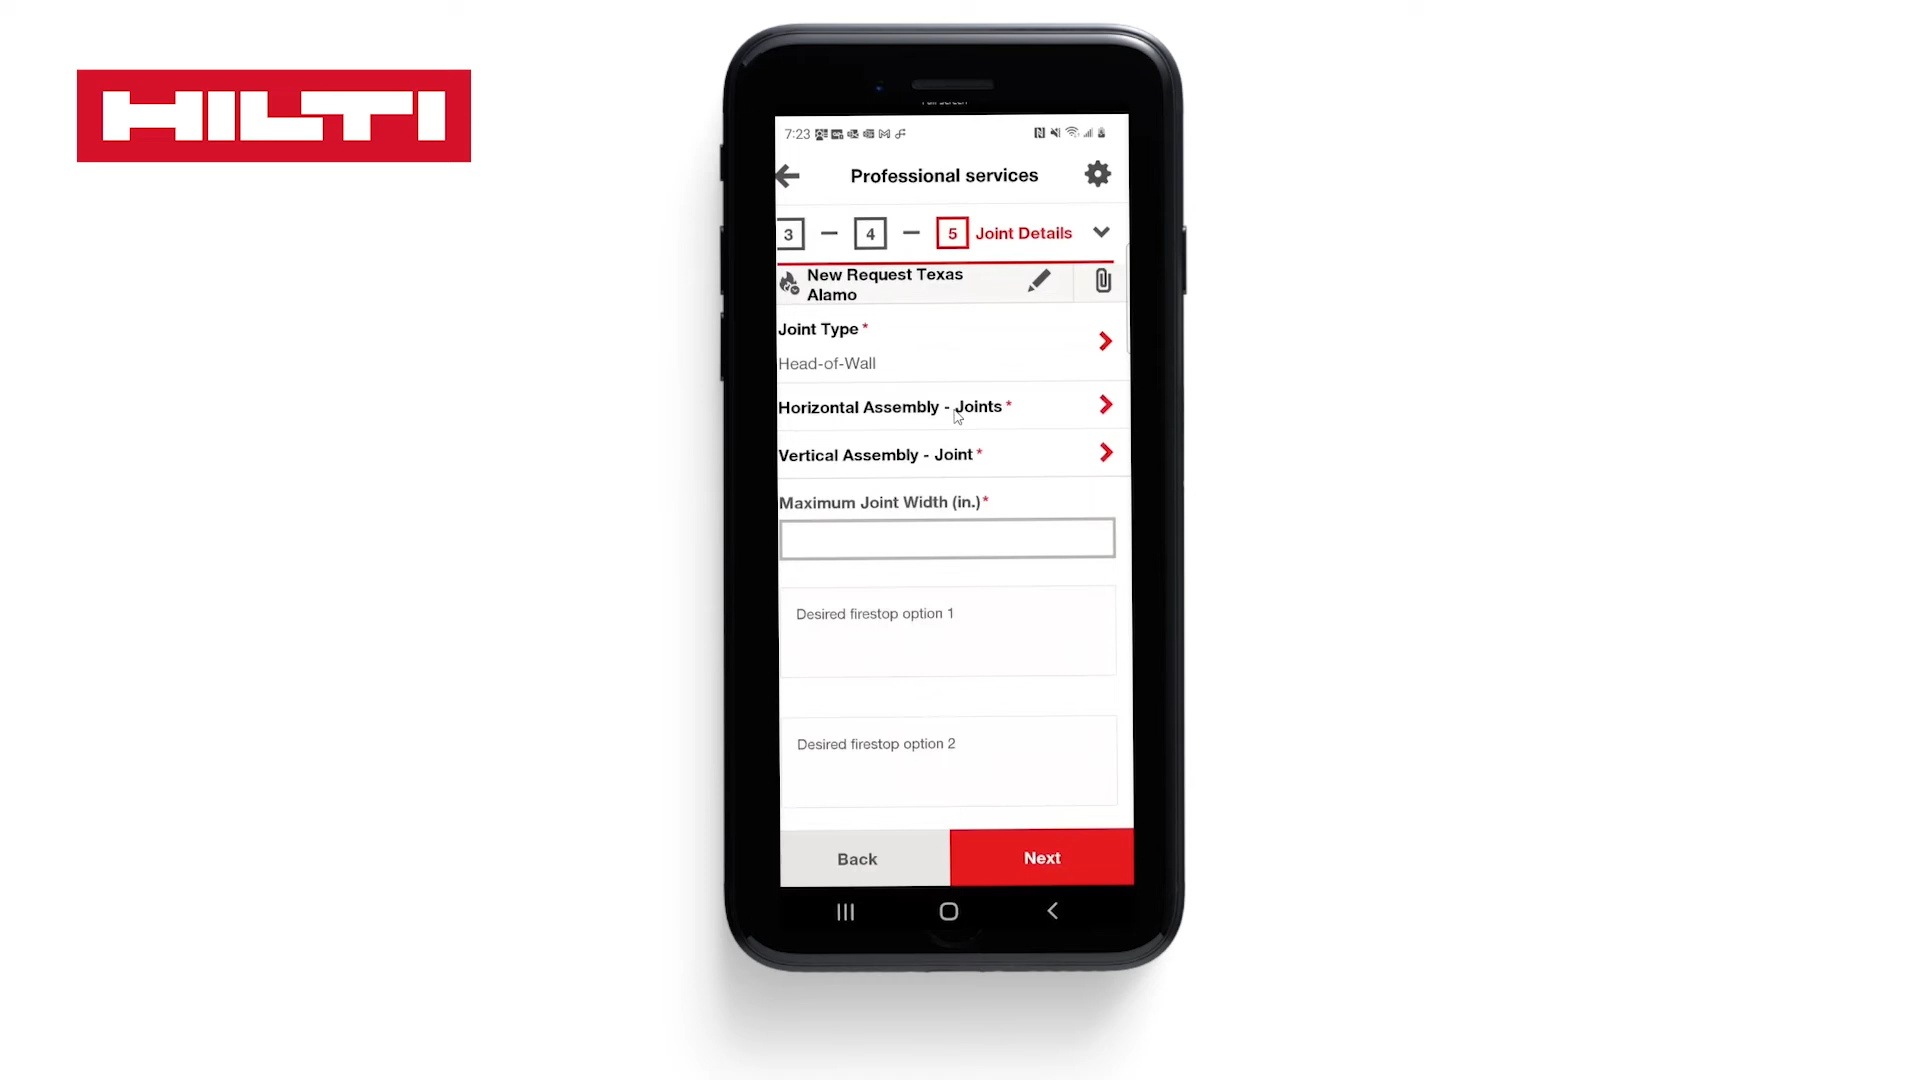 HILTI
7:23
Professional services
3
4
5 Joint Details
New Request Texas
Alamo
Joint Type *
Head-of-Wall
Horizontal Assembly - Joints *
Vertical Assembly - Joint *
Maximum Joint Width (in.)*
Desired firestop option 1
Desired firestop option 2
Back
Next